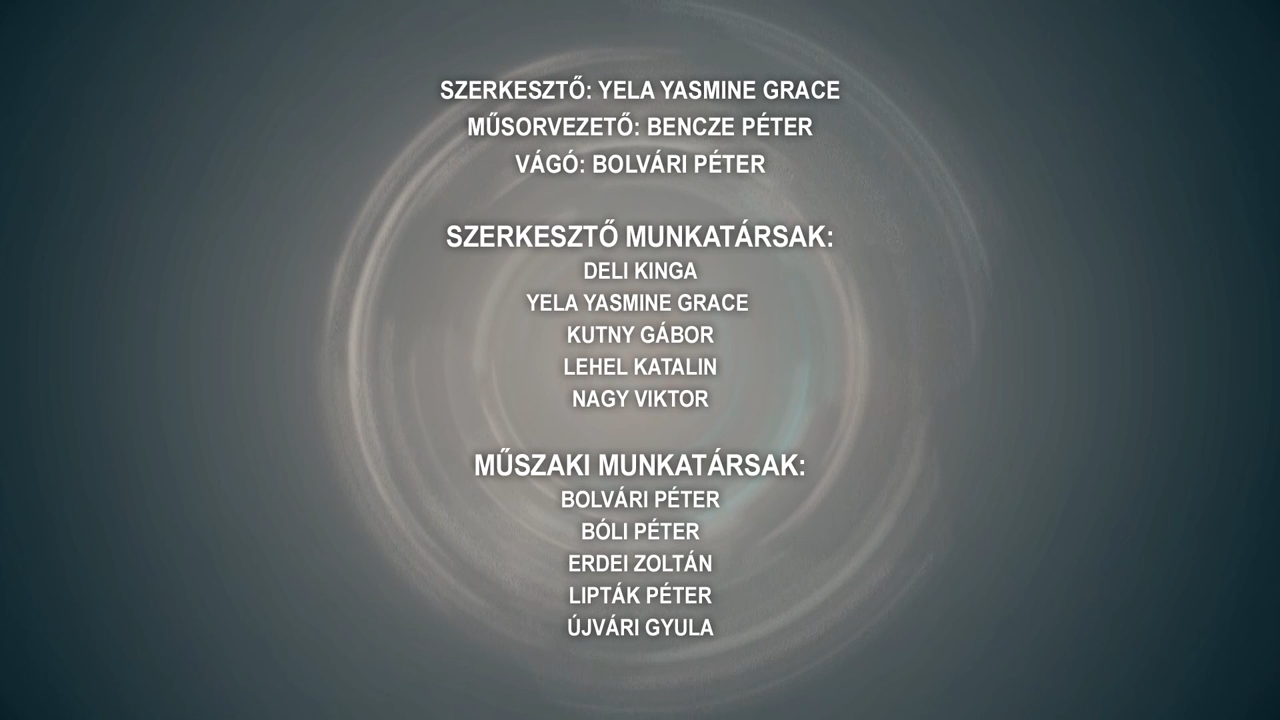 SZERKESZTŐ: YELA YASMINE GRACE
MŰSORVEZETŐ: BENCZE PÉTER
VÁGÓ: BOLVÁRI PÉTER
SZERKESZTŐ MUNKATÁRSAK:
DELI KINGA
YELA YASMINE GRACE
KUTNY GÁBOR
LEHEL KATALIN
NAGY VIKTOR
MŰSZAKI MUNKATÁRSAK:
BOLVÁRI PÉTER
BÓLI PÉTER
ERDEI ZOLTÁN
LIPTÁK PÉTER
ÚJVÁRI GYULA